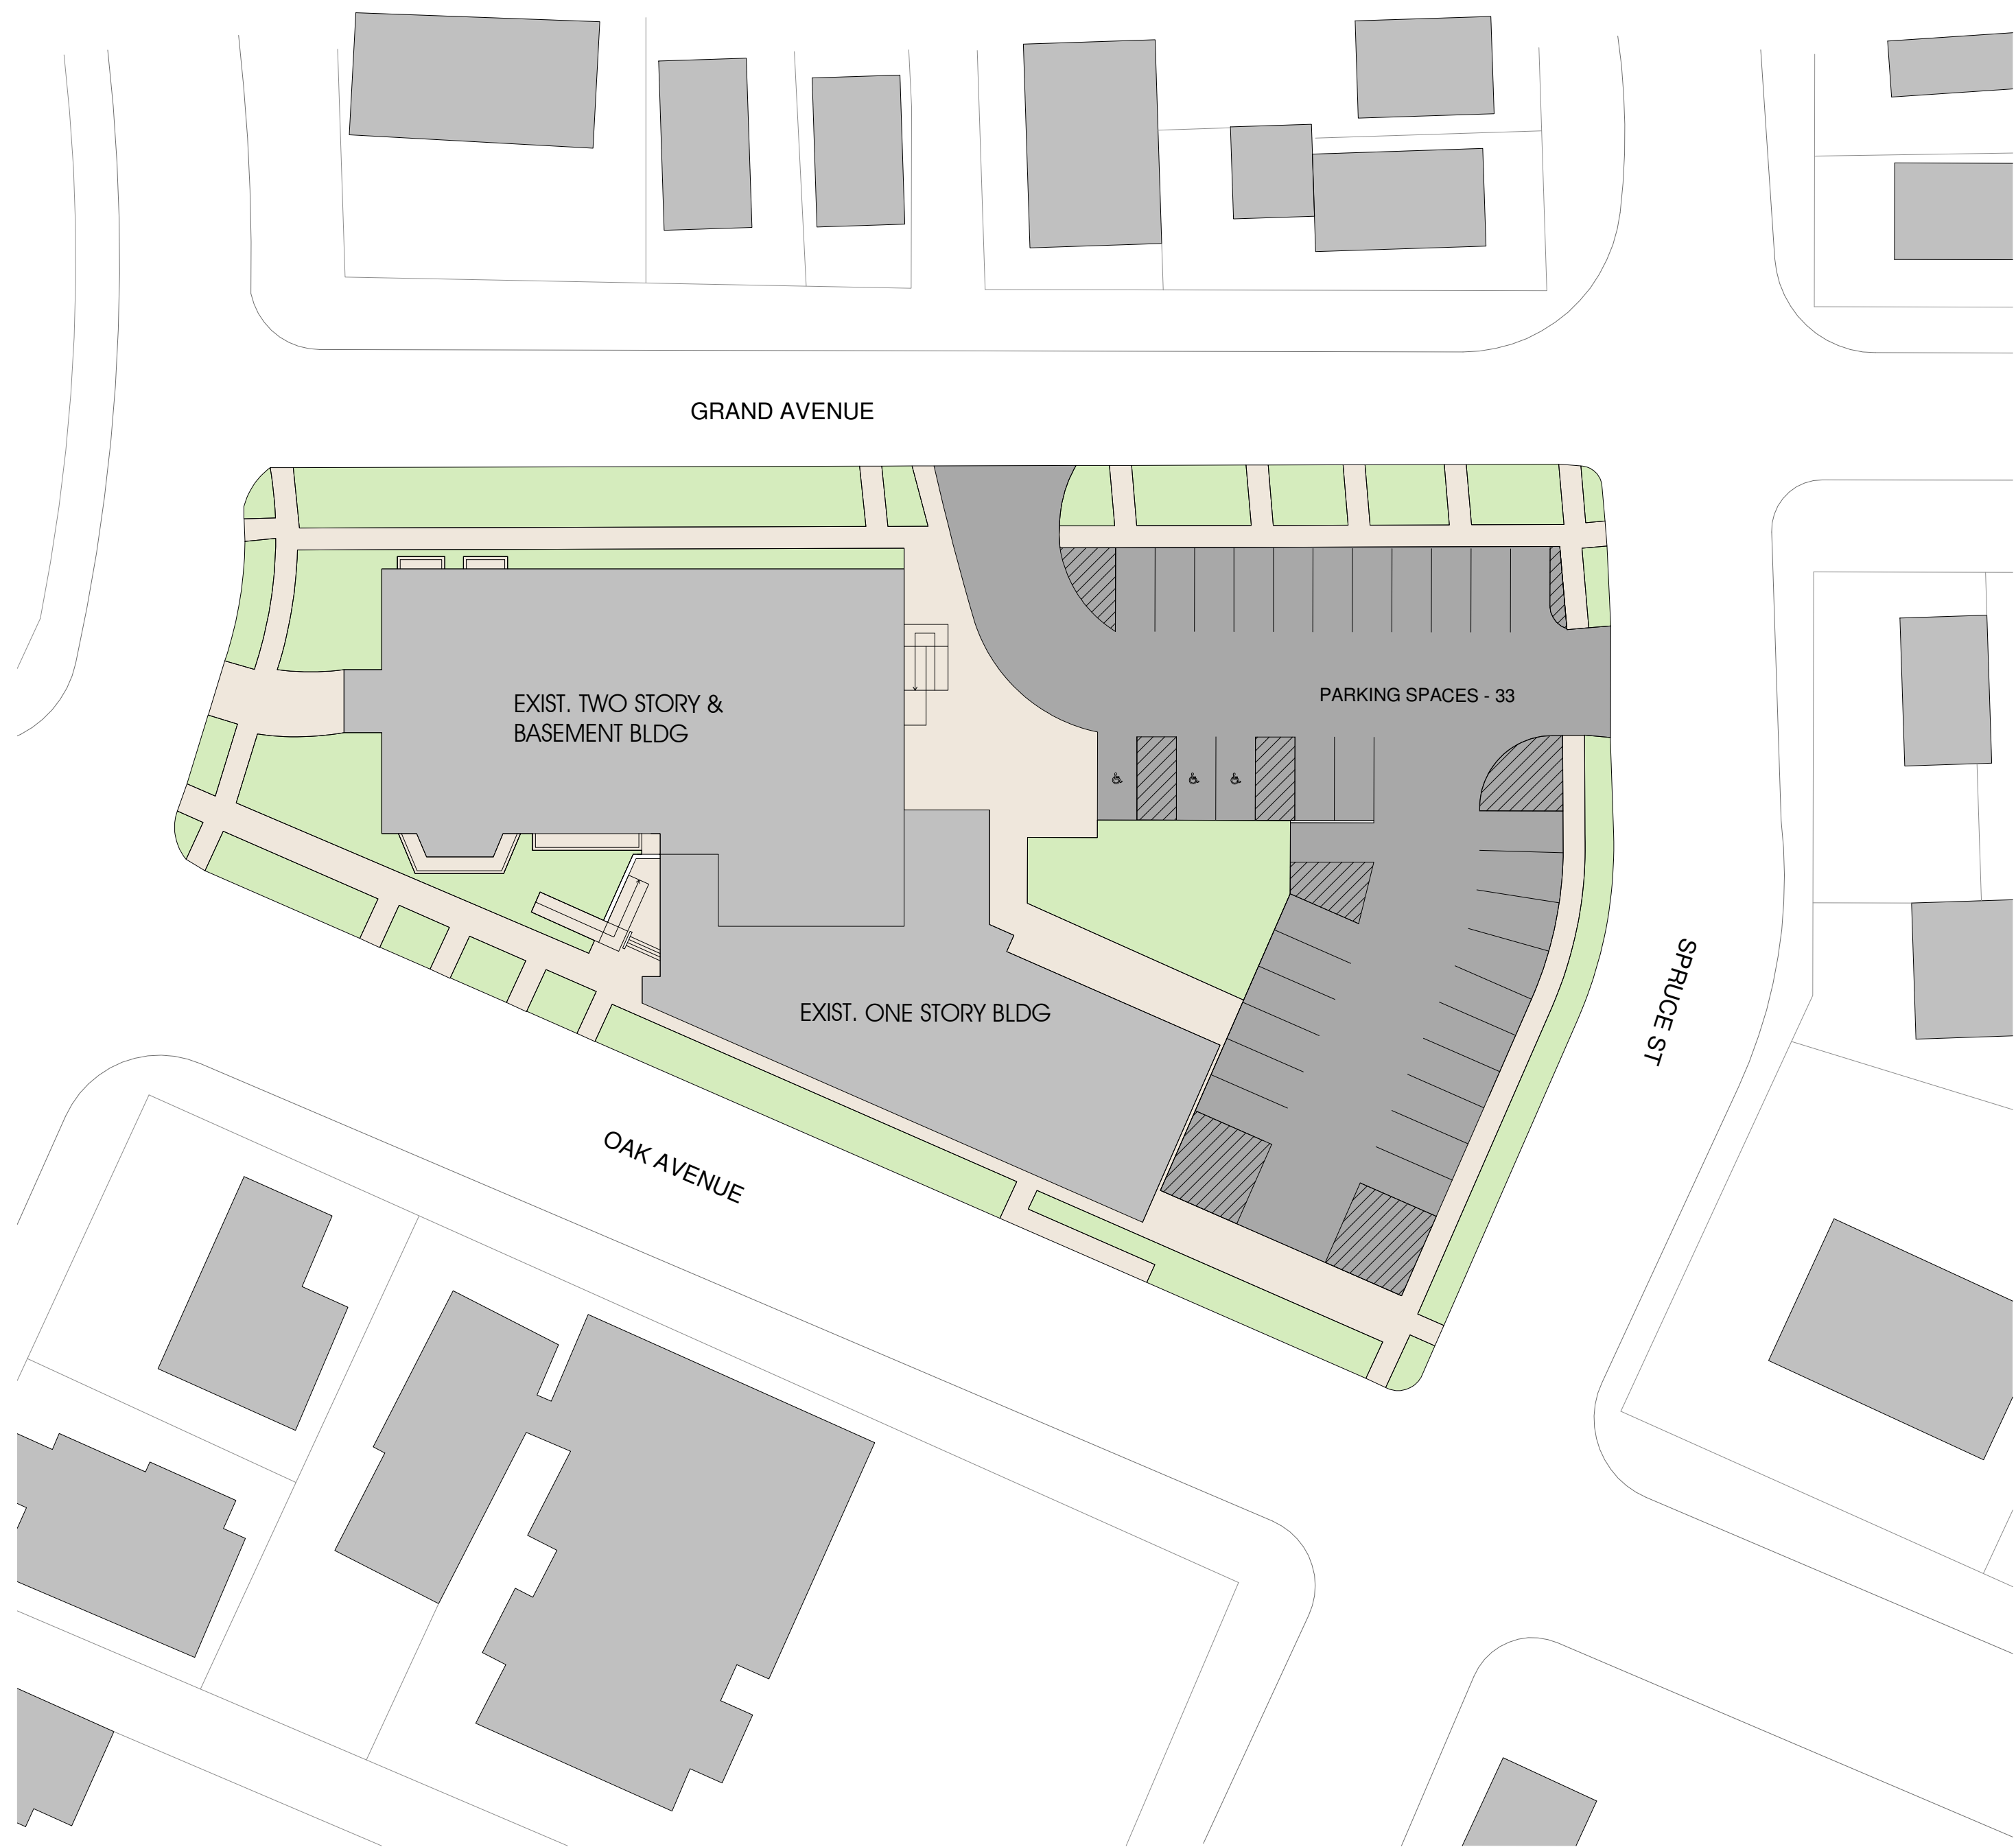 GRAND AVENUE
PARKING SPACES - 33
EXIST. TWO STORY &
BASEMENT BLDG
EXIST. ONE STORY BLDG
SPRUCE ST
OAK AVENUE